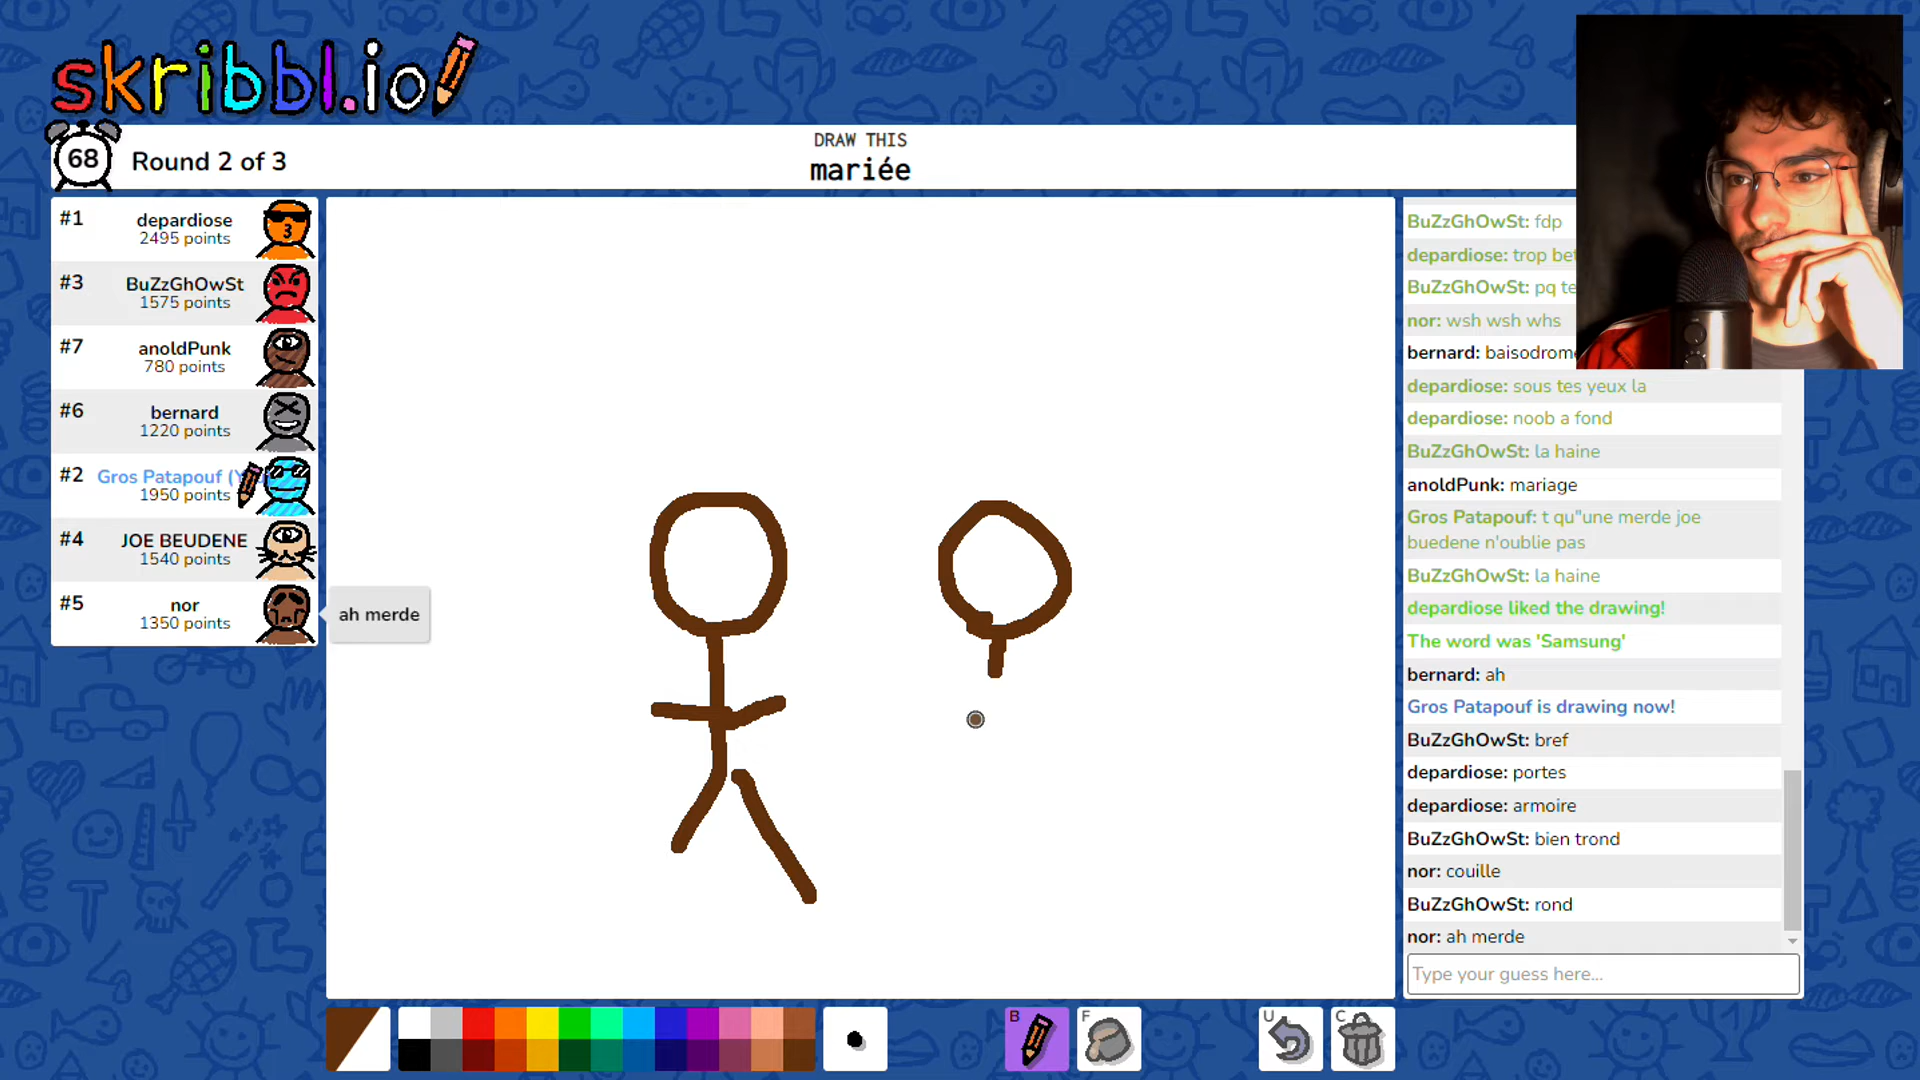 skribbl.io
68
Round 2 of 3
DRAW THIS
mariée
#1
depardiose
2495 points
#3
BuZzGhOwSt
1575 points
#7
anoldPunk
780 points
#6
bernard
1220 points
#2
Gros Patapouf
1950 points
#4
JOE BEUDENE
1540 points
#5
nor
1350 points
ah merde
BuZzGhOwSt: fdp
depardiose: trop
BuZzGhOwSt: pq
nor: wsh wsh whs
bernard: baisodrome
depardiose: sous tes yeux la
depardiose: noob a fond
BuZzGhOwSt: la haine
anoldPunk: mariage
Gros Patapouf: t qu"une merde joe
buedene n'oublie pas
BuZzGhOwSt: la haine
depardiose liked the drawing!
The word was 'Samsung'
bernard: ah
Gros Patapouf is drawing now!
BuZzGhOwSt: bref
depardiose: portes
depardiose: armoire
BuZzGhOwSt: bien trond
nor: couille
BuZzGhOwSt: rond
nor: ah merde
Type your guess here...
B
F
U
C